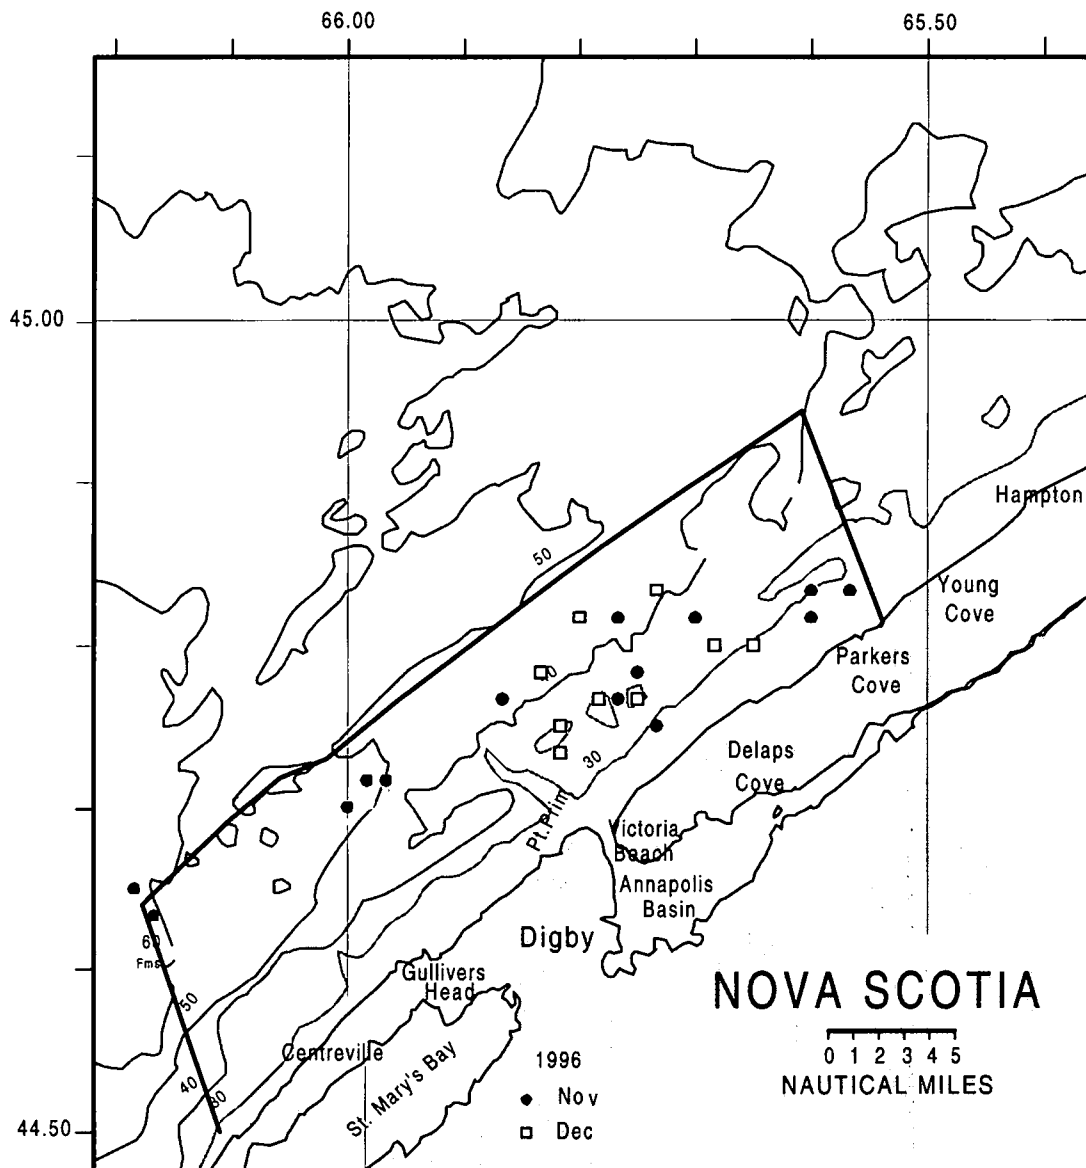 66.00
65.50
45.00
Hampton
50
Young
Cove
Parkers
Cove
40
30
Delaps
Cove
Pt. Prim
Victoria
Beach
Annapolis
Basin
Digby
60
Fms
Gullivers
Head
NOVA SCOTIA
50
Centreville
St. Mary's Bay
1996
0 1 2 3 4 5
NAUTICAL MILES
40
30
Nov
Dec
44.50